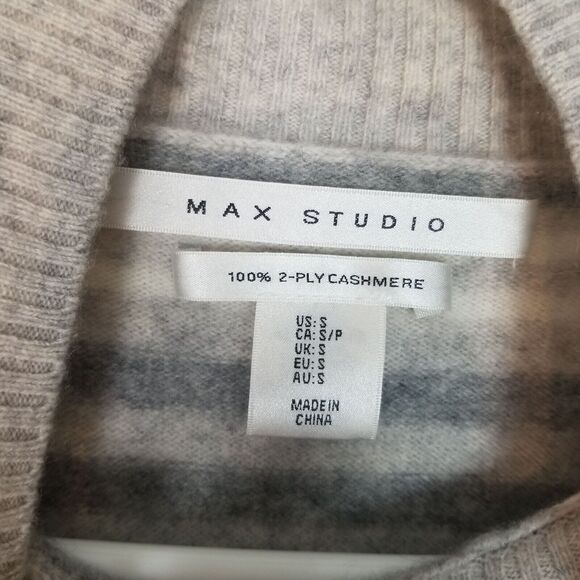 MAX STUDIO
100% 2-PLY CASHMERE
US: S
CA: S/P
UK: S
EU: S
AU: S
MADE IN
CHINA